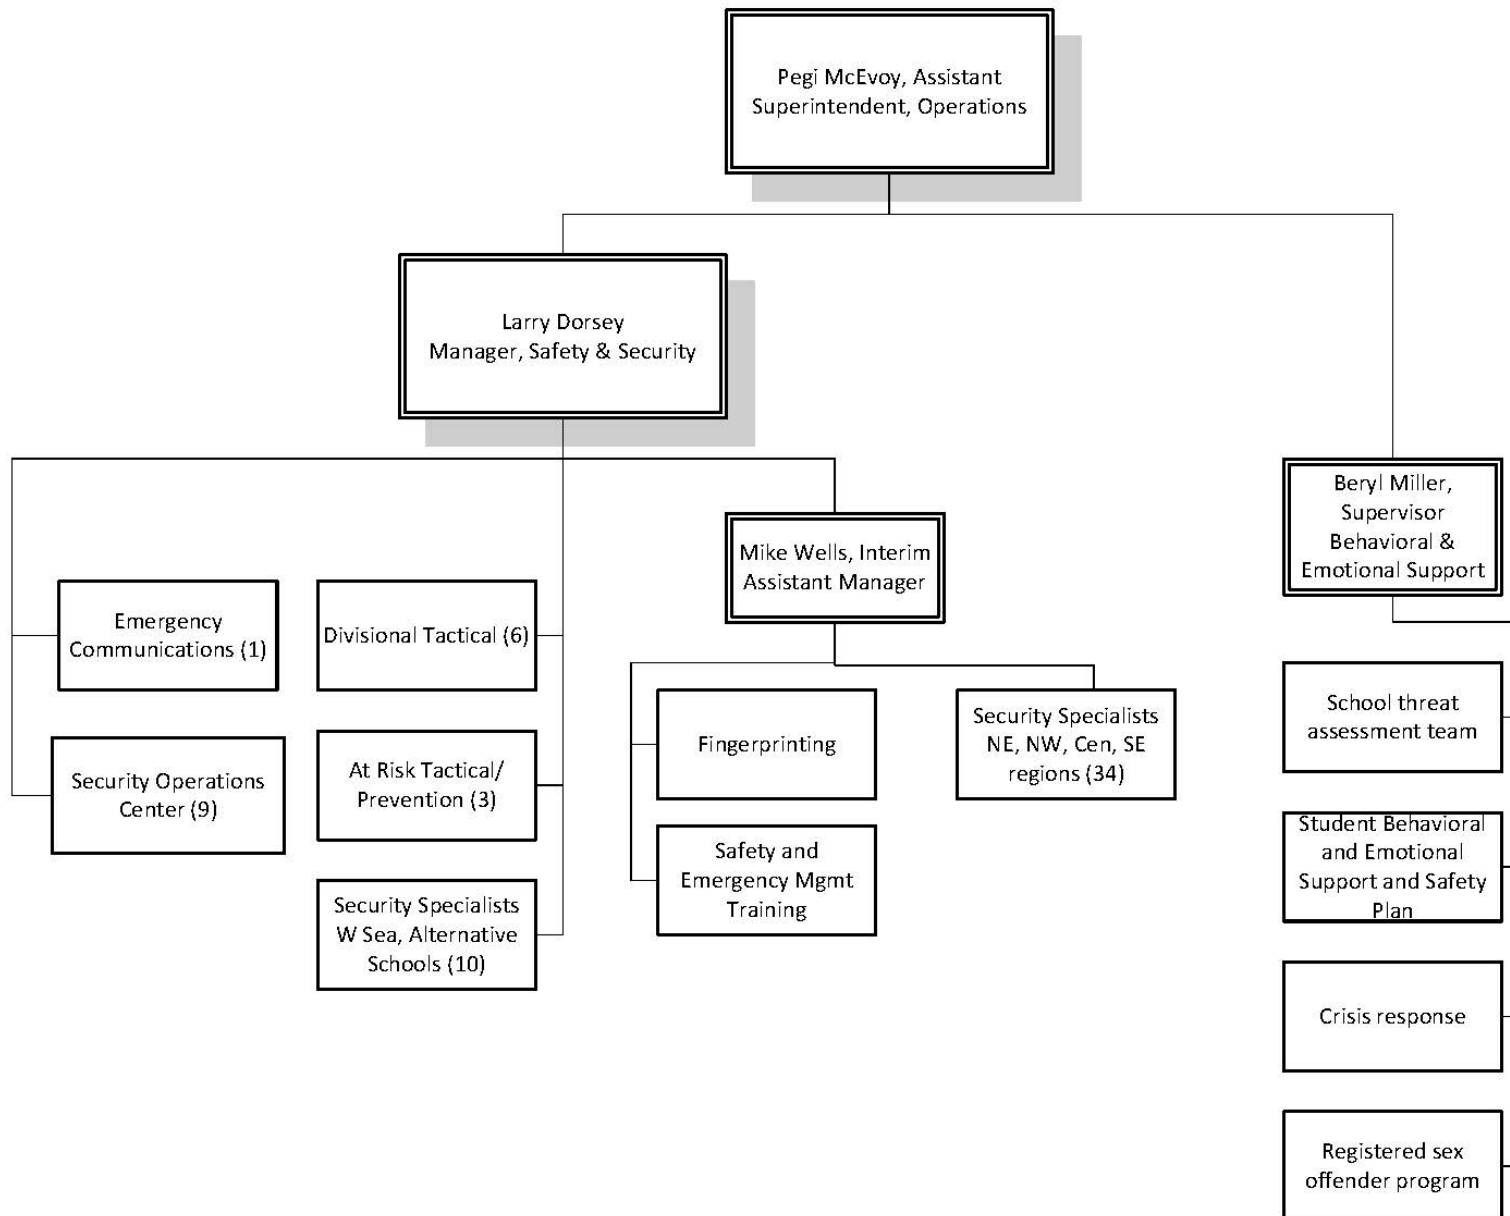 Pegi McEvoy, Assistant
Superintendent, Operations
Larry Dorsey
Manager, Safety & Security
Beryl Miller,
Supervisor
Behavioral &
Emotional Support
Mike Wells, Interim
Assistant Manager
Emergency
Communications (1)
Divisional Tactical (6)
Security Operations
Center (9)
At Risk Tactical/
Prevention (3)
Security Specialists
W Sea, Alternative
Schools (10)
Fingerprinting
Safety and
Emergency Mgmt
Training
Security Specialists
NE, NW, Cen, SE
regions (34)
School threat
assessment team
Student Behavioral
and Emotional
Support and Safety
Plan
Crisis response
Registered sex
offender program